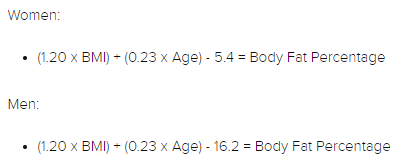 Women:
• (1.20 x BMI) + (0.23 x Age) - 5.4 = Body Fat Percentage
Men:
• (1.20 x BMI) + (0.23 x Age) - 16.2 = Body Fat Percentage